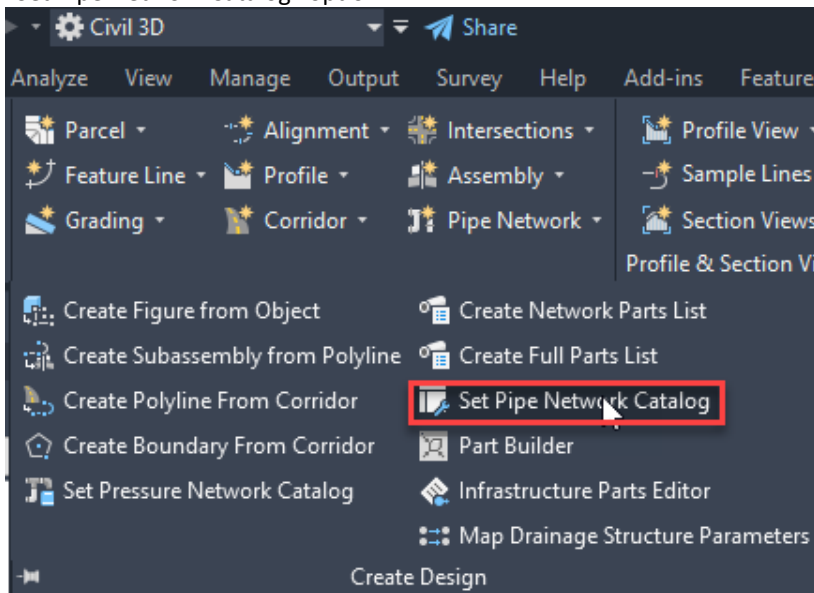 Civil 3D Share
Analyze View Manage Output Survey Help Add-ins Feature
Parcel Alignment Intersections Profile View
Feature Line Profile Assembly Sample Lines
Grading Corridor Pipe Network Section Views
Profile & Section Vi
Create Figure from Object Create Network Parts List
Create Subassembly from Polyline Create Full Parts List
Create Polyline From Corridor Set Pipe Network Catalog
Create Boundary From Corridor Part Builder
Set Pressure Network Catalog Infrastructure Parts Editor
Map Drainage Structure Parameters
Create Design